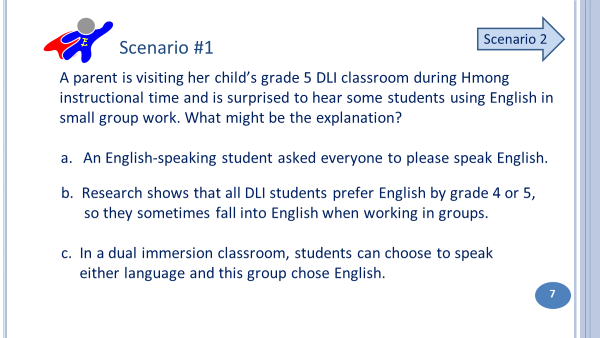 Scenario #1
Scenario 2
A parent is visiting her child's grade 5 DLI classroom during Hmong
instructional time and is surprised to hear some students using English in
small group work. What might be the explanation?
a. An English-speaking student asked everyone to please speak English.
b. Research shows that all DLI students prefer English by grade 4 or 5,
so they sometimes fall into English when working in groups.
c. In a dual immersion classroom, students can choose to speak
either language and this group chose English.
7